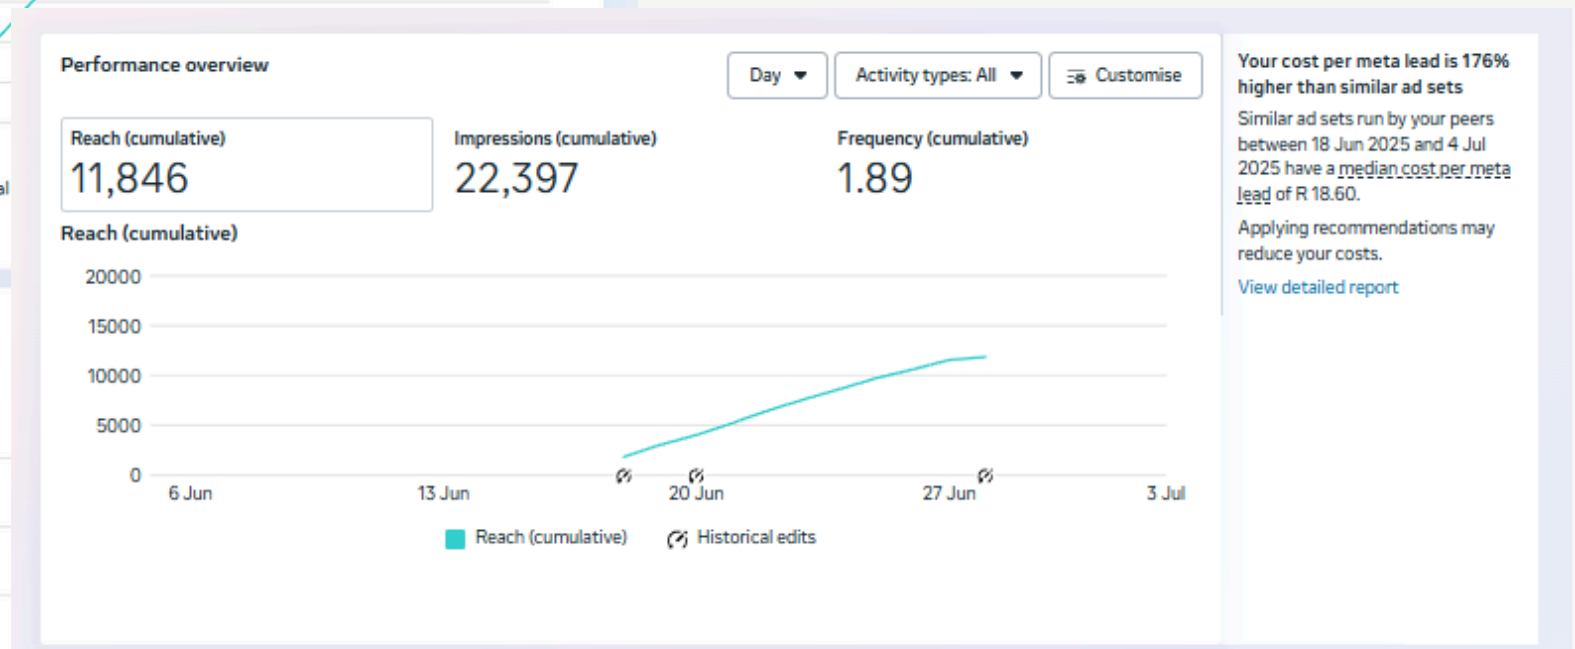 Performance overview
Day
Activity types: All
Customise
Reach (cumulative)
11,846
Impressions (cumulative)
22,397
Frequency (cumulative)
1.89
Reach (cumulative)
20000
15000
10000
5000
0
6 Jun
13 Jun
20 Jun
27 Jun
3 Jul
Reach (cumulative)
Historical edits
Your cost per meta lead is 176%
higher than similar ad sets
Similar ad sets run by your peers
between 18 Jun 2025 and 4 Jul
2025 have a median cost per meta
lead of R 18.60.
Applying recommendations may
reduce your costs.
View detailed report